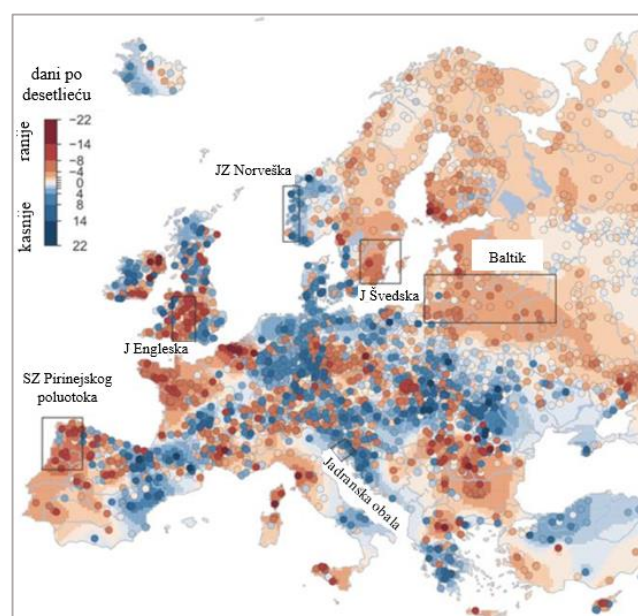 dani po
desetlieću
ranije
kasnije
-22
-14
-8
-4
0
4
8
14
22
JZ Norveška
Baltik
J Švedska
J Engleska
SZ Pirinejskog
poluotoka
Jadranska obala